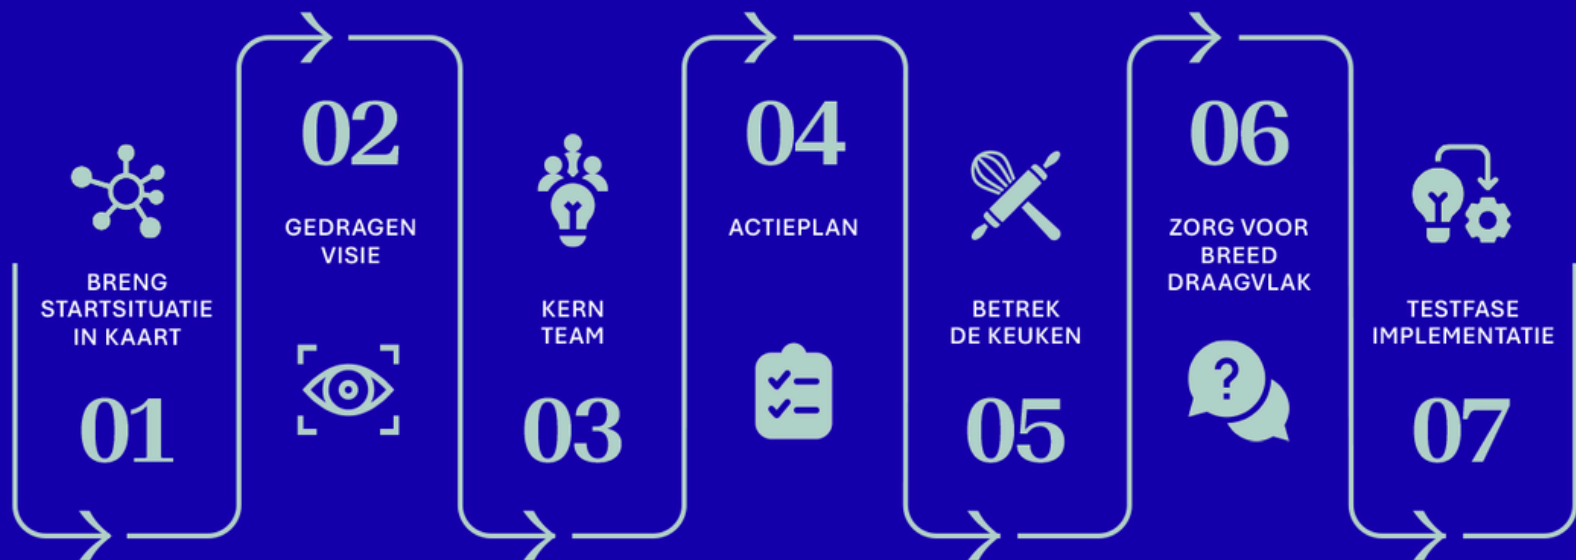 BRENG
STARTSITUATIE
IN KAART
01
02
GEDRAGEN
VISIE
KERN
TEAM
03
04
ACTIEPLAN
BETREK
DE KEUKEN
05
06
ZORG VOOR
BREED
DRAAGVLAK
?
TESTFASE
IMPLEMENTATIE
07